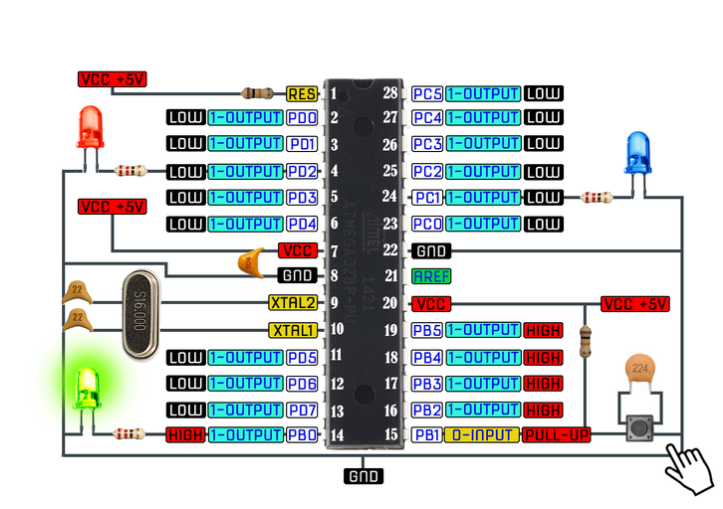 VCC +5V
RES 1 28 PC5 1-OUTPUT LOW
LOW 1-OUTPUT PD0 2 27 PC4 1-OUTPUT LOW
LOW 1-OUTPUT PD1 3 26 PC3 1-OUTPUT LOW
LOW 1-OUTPUT PD2 4 25 PC2 1-OUTPUT LOW
LOW 1-OUTPUT PD3 5 24 PC1 1-OUTPUT LOW
VCC +5V
LOW 1-OUTPUT PD4 6 23 PC0 1-OUTPUT LOW
VCC 7 22 GND
GND 8 21 AREF
22 XTAL2 9 20 VCC VCC +5V
22 XTAL1 10 19 PB5 1-OUTPUT HIGH
S16.000
LOW 1-OUTPUT PD5 11 18 PB4 1-OUTPUT HIGH
LOW 1-OUTPUT PD6 12 17 PB3 1-OUTPUT HIGH
LOW 1-OUTPUT PD7 13 16 PB2 1-OUTPUT HIGH
HIGH 1-OUTPUT PB0 14 15 PB1 0-INPUT PULL-UP
224
ATMEL
ATMEGA328P-PU
1421
GND